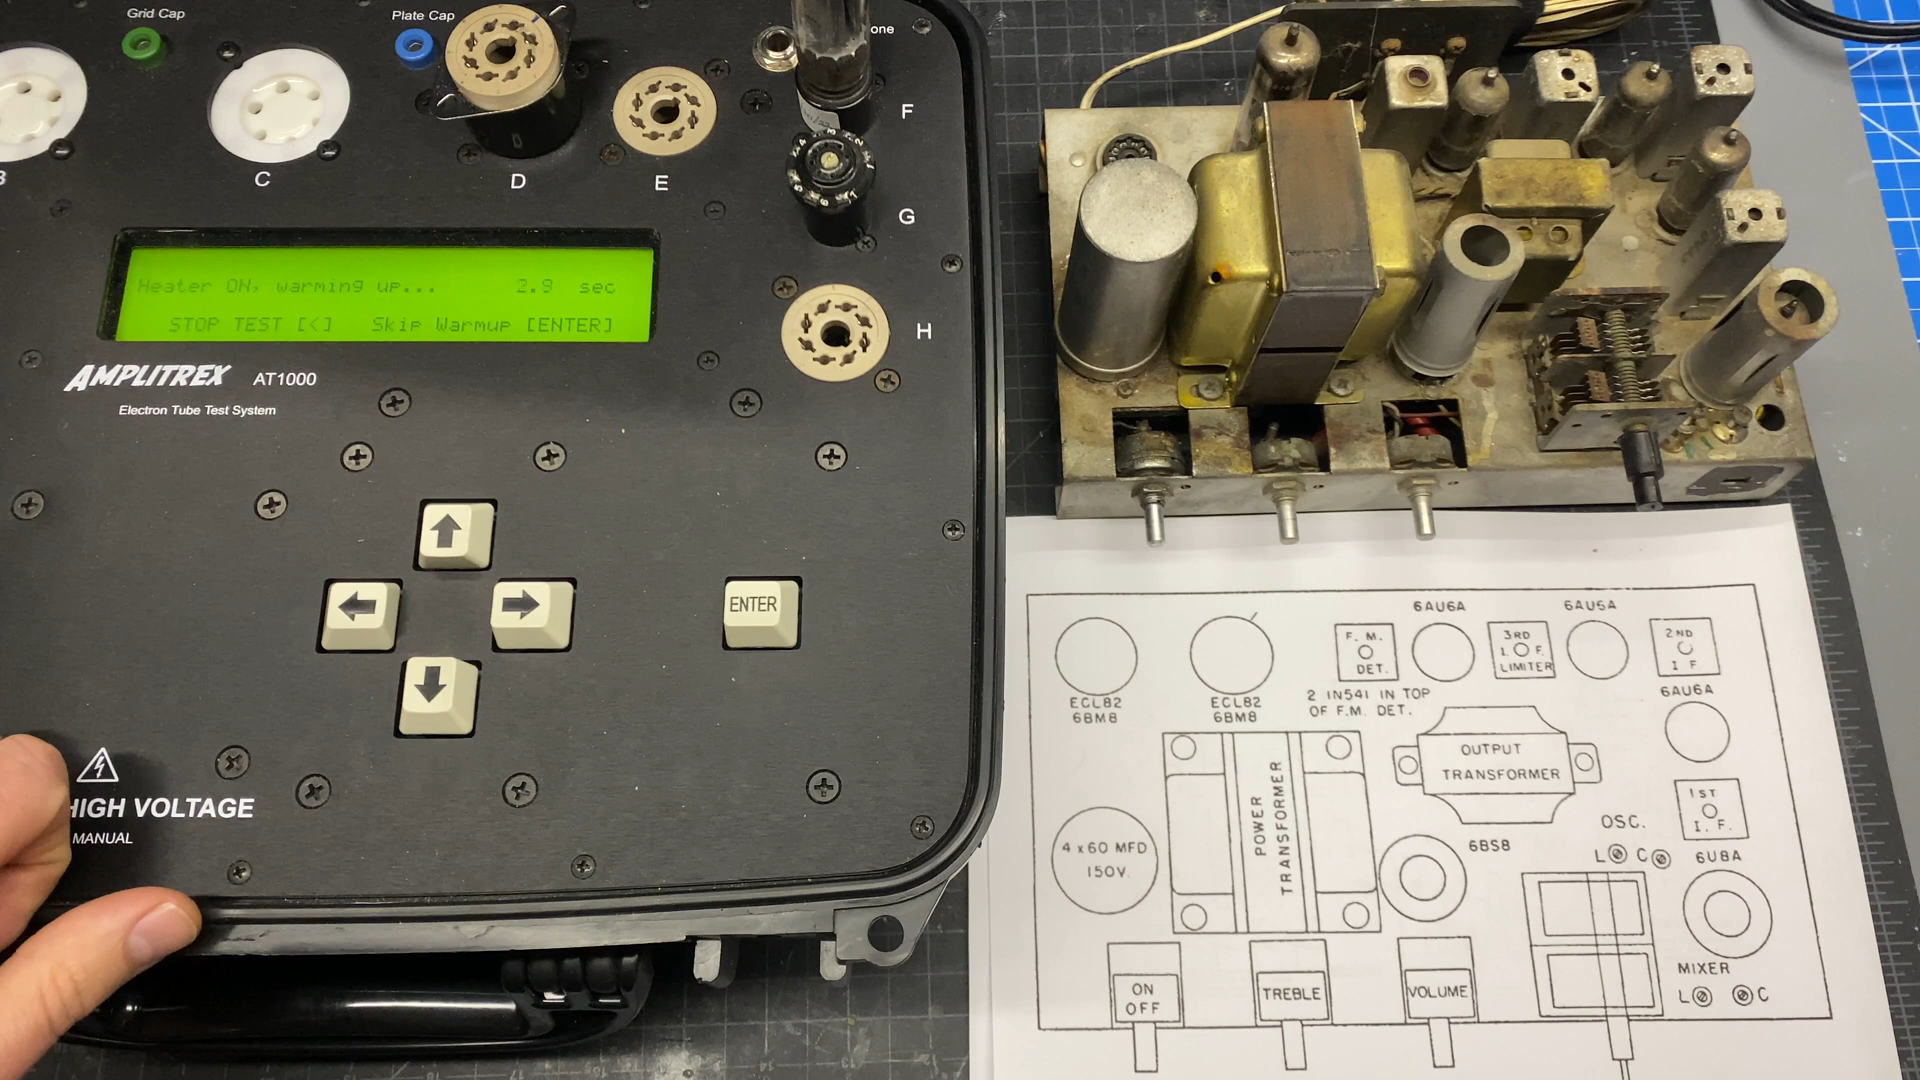 Grid Cap
Plate Cap
one
B
C
D
E
F
G
H
Heater ON, warming up... 2.9 sec
STOP TEST [<] Skip Warmup [ENTER]
AMPLITREX AT1000
Electron Tube Test System
ENTER
HIGH VOLTAGE
MANUAL
6AU6A
6AU6A
F. M.
DET.
3RD
I. F.
LIMITER
2ND
I F
ECL82
6BM8
ECL82
6BM8
2 IN541 IN TOP
OF F.M. DET.
6AU6A
OUTPUT
TRANSFORMER
POWER
TRANSFORMER
1ST
I. F.
4 x 60 MFD
150V.
6BS8
OSC.
L C
6U8A
MIXER
L C
ON
OFF
TREBLE
VOLUME